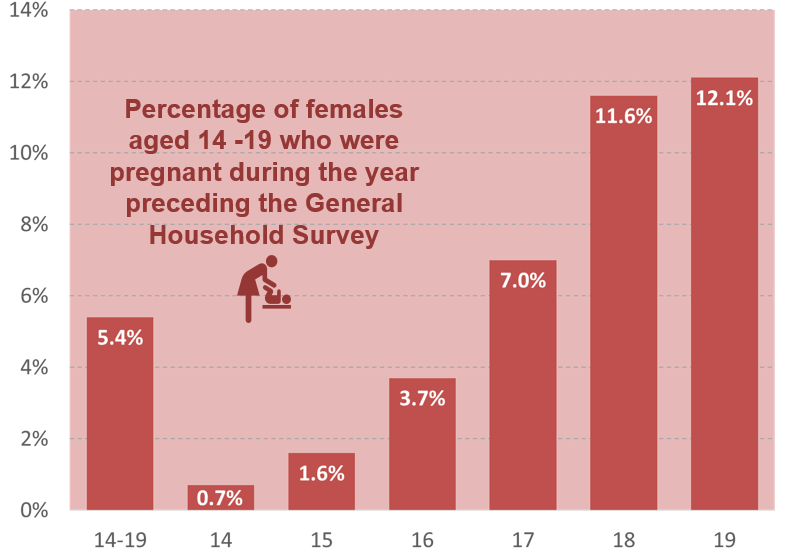 14%
12%
10%
8%
6%
4%
2%
0%
Percentage of females
aged 14 -19 who were
pregnant during the year
preceding the General
Household Survey
5.4%
0.7%
1.6%
3.7%
7.0%
11.6%
12.1%
14-19 14 15 16 17 18 19